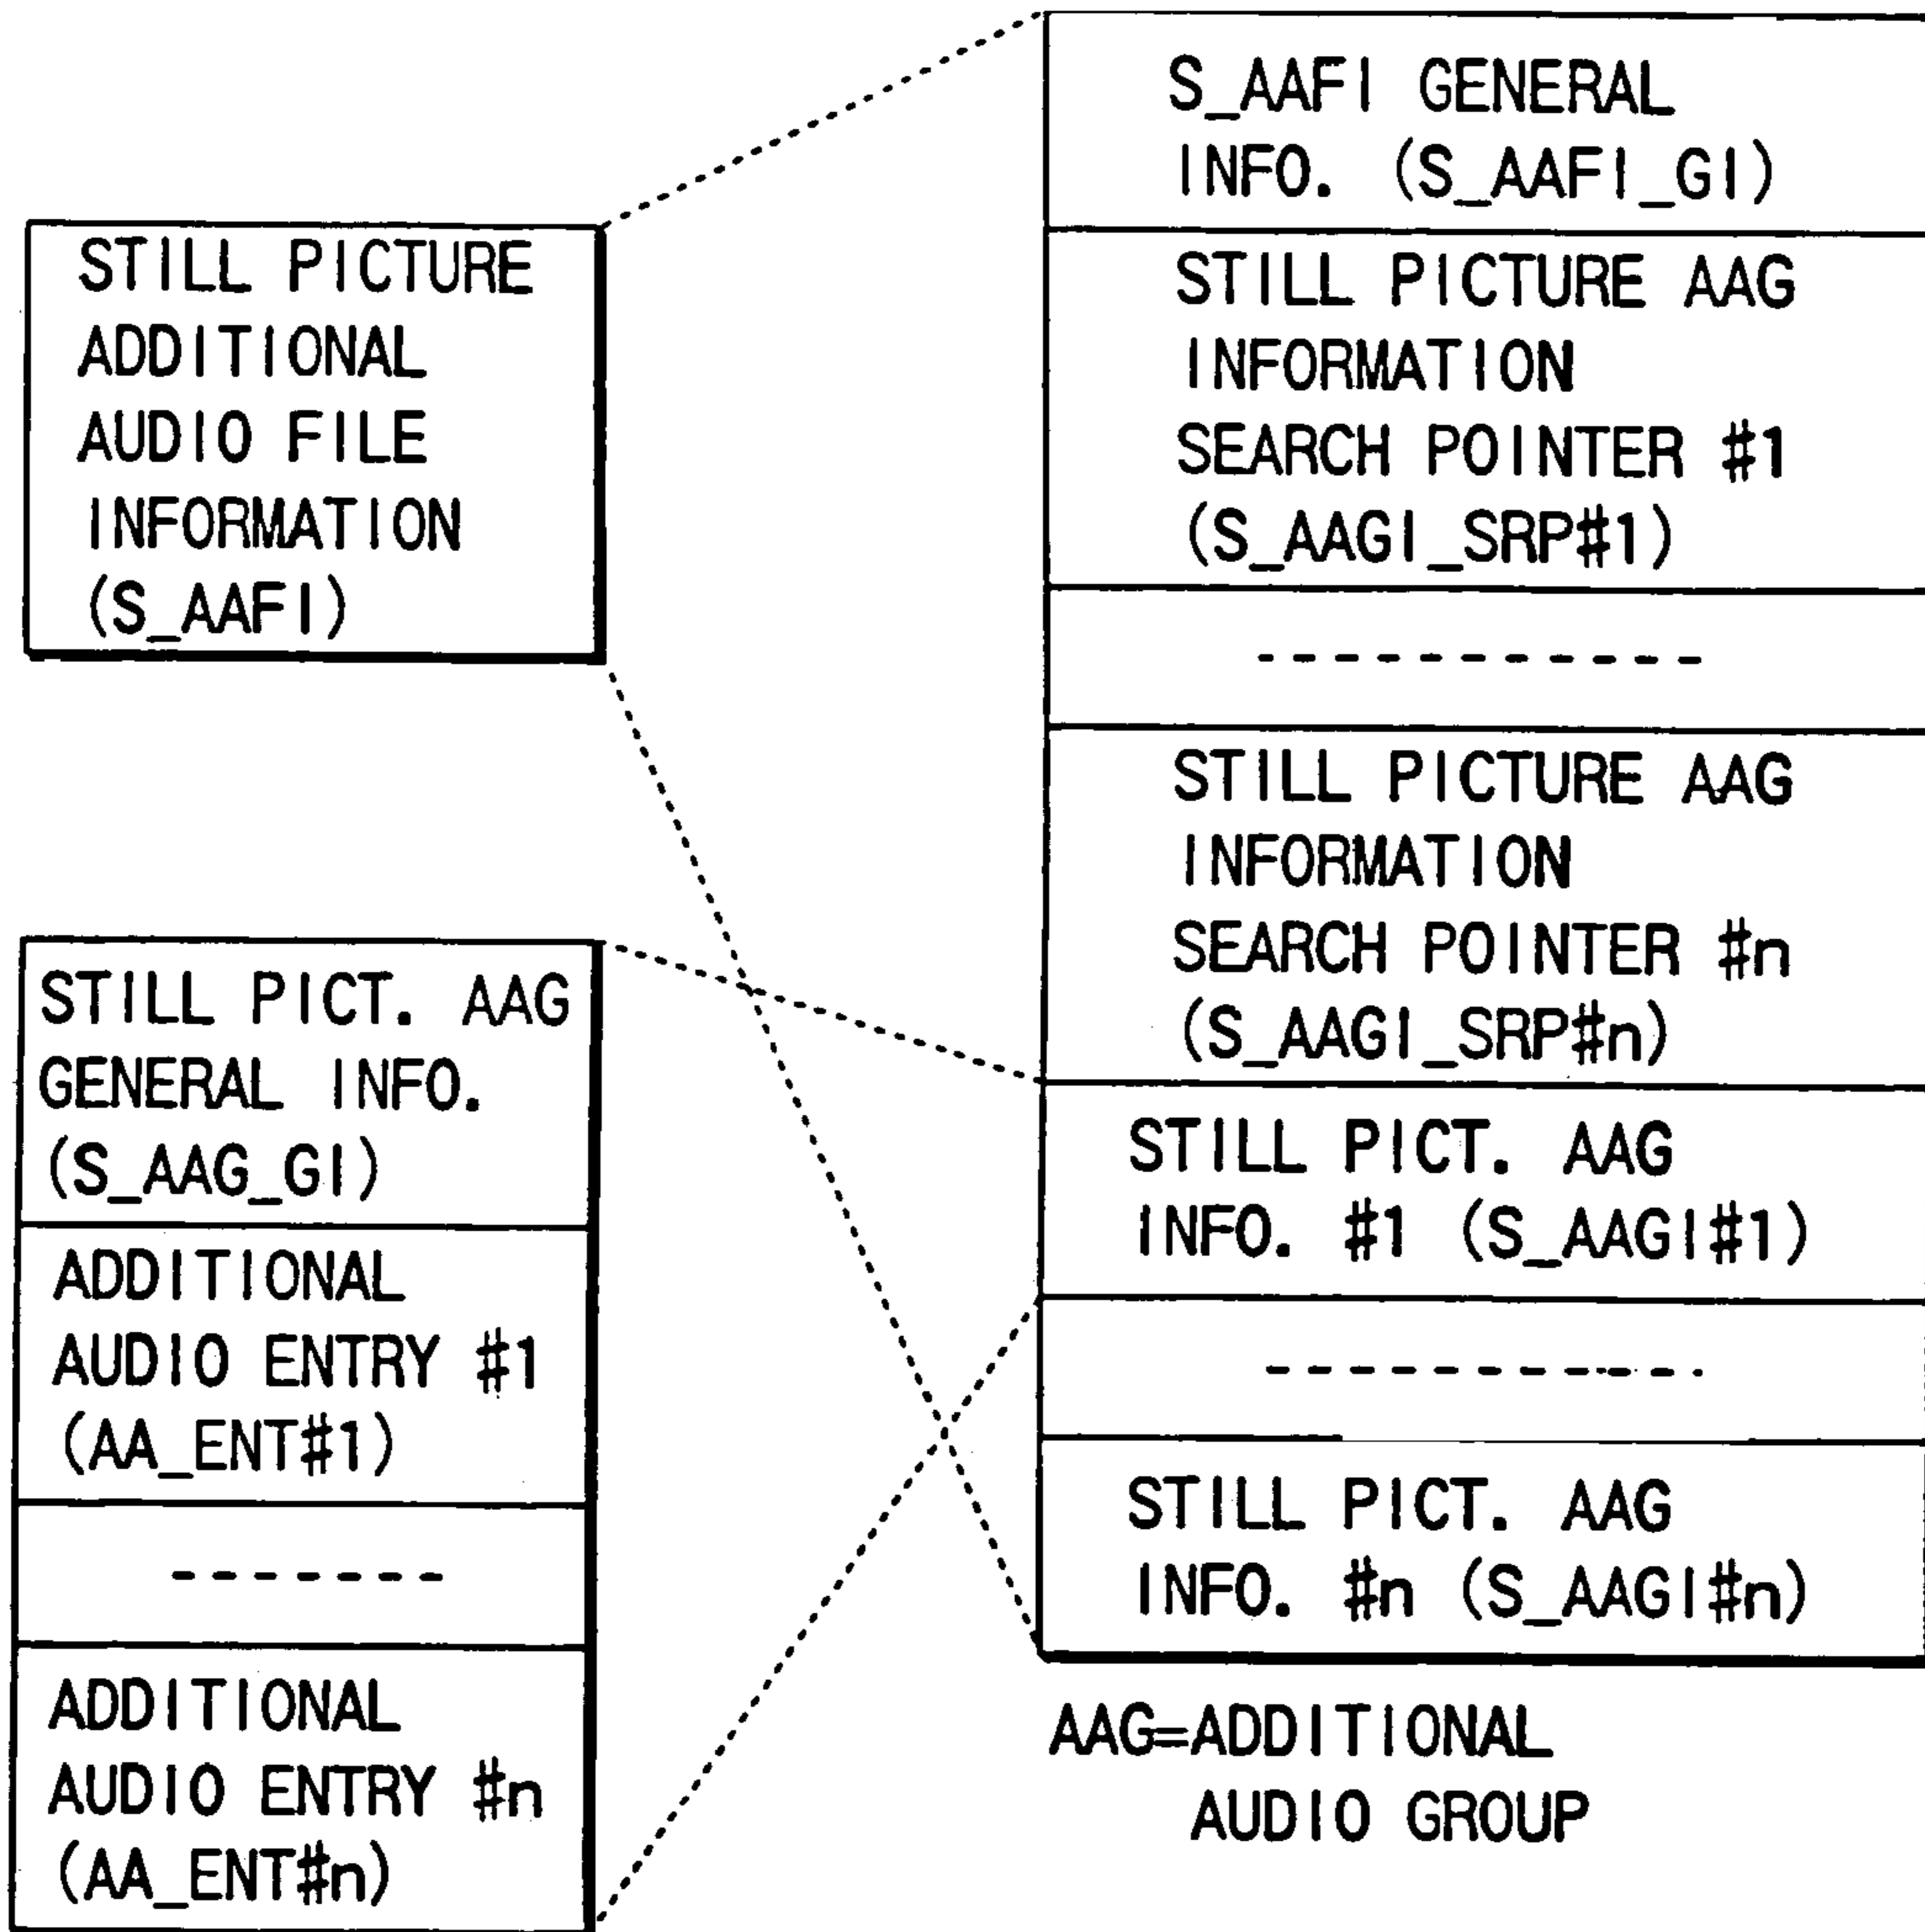 STILL PICTURE
ADDITIONAL
AUDIO FILE
INFORMATION
(S_AAFI)
STILL PICT. AAG
GENERAL INFO.
(S_AAG_GI)
ADDITIONAL
AUDIO ENTRY #1
(AA_ENT#1)
ADDITIONAL
AUDIO ENTRY #n
(AA_ENT#n)
S_AAFI GENERAL
INFO. (S_AAFI_GI)
STILL PICTURE AAG
INFORMATION
SEARCH POINTER #1
(S_AAGI_SRP#1)
STILL PICTURE AAG
INFORMATION
SEARCH POINTER #n
(S_AAGI_SRP#n)
STILL PICT. AAG
INFO. #1 (S_AAGI#1)
STILL PICT. AAG
INFO. #n (S_AAGI#n)
AAG=ADDITIONAL
AUDIO GROUP